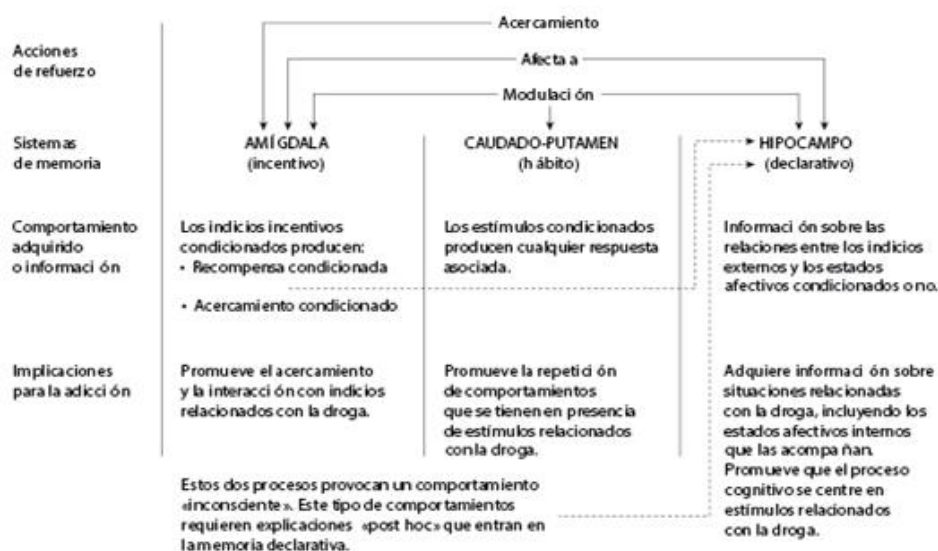 Acercamiento
Acciones
de refuerzo
Afecta a
Modulación
Sistemas
de memoria
AMÍGDALA
(incentivo)
CAUDADO-PUTAMEN
(hábito)
HIPOCAMPO
(declarativo)
Comportamiento
adquirido
o información
Los indicios incentivos
condicionados producen:
• Recompensa condicionada
• Acercamiento condicionado
Los estímulos condicionados
producen cualquier respuesta
asociada.
Información sobre las
relaciones entre los indicios
externos y los estados
afectivos condicionados o no.
Implicaciones
para la adicción
Promueve el acercamiento
y la interacción con indicios
relacionados con la droga.
Promueve la repetición
de comportamientos
que se tienen en presencia
de estímulos relacionados
con la droga.
Adquiere información sobre
situaciones relacionadas
con la droga, incluyendo los
estados afectivos internos
que las acompañan.
Promueve que el proceso
cognitivo se centre en
estímulos relacionados
con la droga.
Estos dos procesos provocan un comportamiento
«inconsciente». Este tipo de comportamientos
requieren explicaciones «post hoc» que entran en
la memoria declarativa.